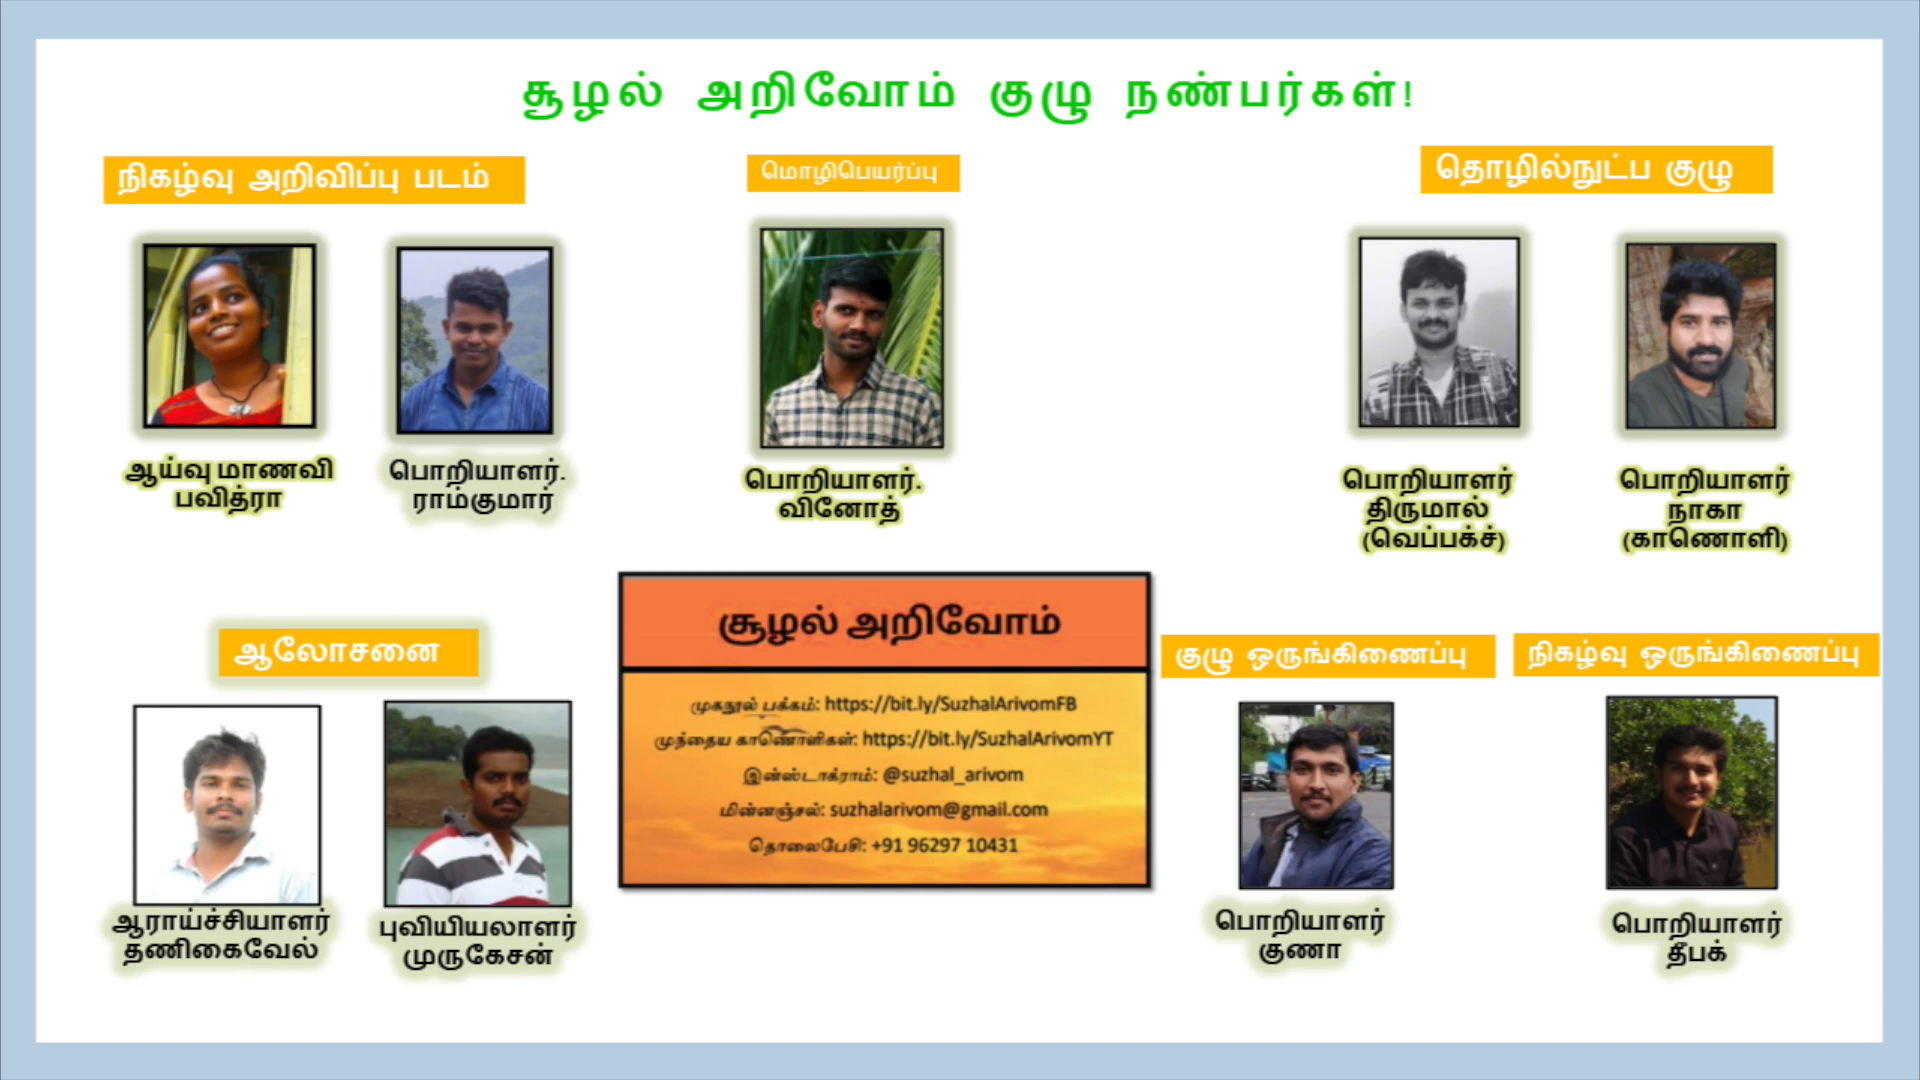 சூழல் அறிவோம் குழு நண்பர்கள்!
நிகழ்வு அறிவிப்பு படம்
ஆய்வு மாணவி
பவித்ரா
பொறியாளர்.
ராம்குமார்
மொழிபெயர்ப்பு
பொறியாளர்.
வினோத்
தொழில்நுட்ப குழு
பொறியாளர்
திருமால்
(வெப்பக்ச்)
பொறியாளர்
நாகா
(காணொளி)
ஆலோசனை
ஆராய்ச்சியாளர்
தணிகைவேல்
புவியியலாளர்
முருகேசன்
சூழல் அறிவோம்
முகநூல் பக்கம்: https://bit.ly/SuzhalArivomFB
முந்தைய காணொளிகள்: https://bit.ly/SuzhalArivomYT
இன்ஸ்டாக்ராம்: @suzhal_arivom
மின்னஞ்சல்: suzhalarivom@gmail.com
தொலைபேசி: +91 96297 10431
குழு ஒருங்கிணைப்பு
பொறியாளர்
குணா
நிகழ்வு ஒருங்கிணைப்பு
பொறியாளர்
தீபக்